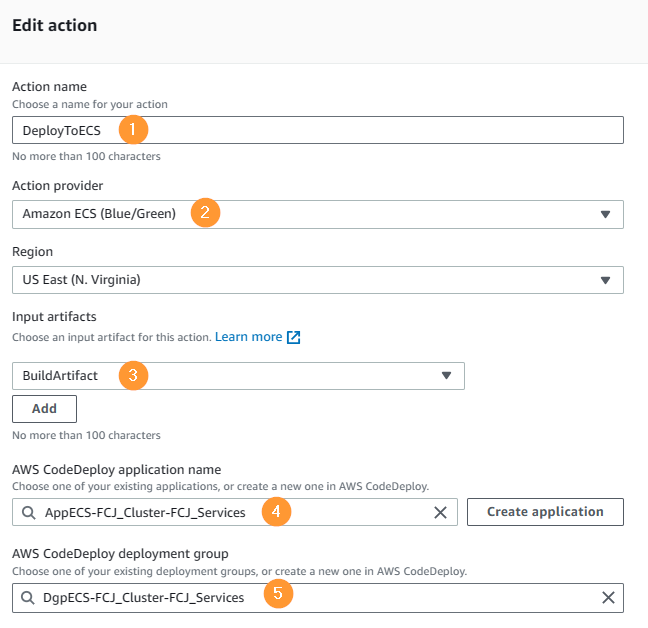 Edit action
Action name
Choose a name for your action
DeployToECS 1
No more than 100 characters
Action provider
Amazon ECS (Blue/Green) 2
Region
US East (N. Virginia)
Input artifacts
Choose an input artifact for this action. Learn more
BuildArtifact 3
Add
No more than 100 characters
AWS CodeDeploy application name
Choose one of your existing applications, or create a new one in AWS CodeDeploy.
AppECS-FCJ_Cluster-FCJ_Services 4 Create application
AWS CodeDeploy deployment group
Choose one of your existing deployment groups, or create a new one in AWS CodeDeploy.
DgpECS-FCJ_Cluster-FCJ_Services 5